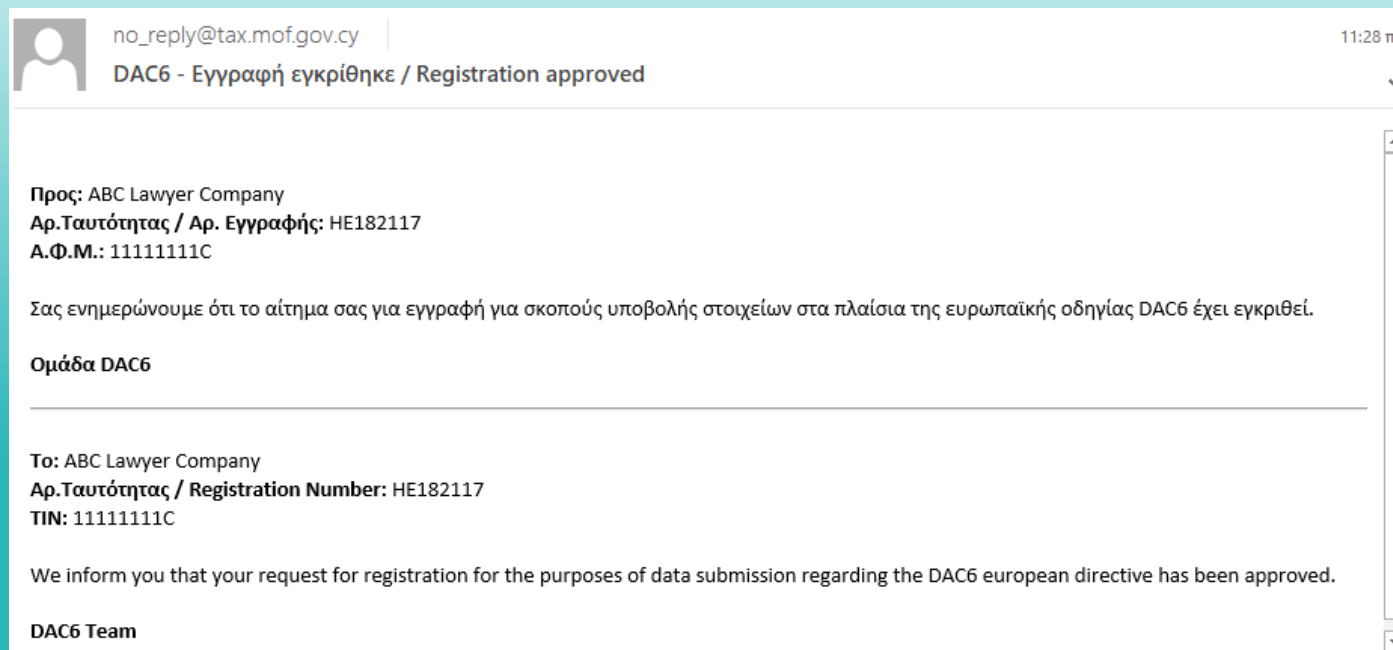 no_reply@tax.mof.gov.cy
11:28 π
DAC6 - Εγγραφή εγκρίθηκε / Registration approved
Προς: ABC Lawyer Company
Αρ.Ταυτότητας / Αρ. Εγγραφής: HE182117
Α.Φ.Μ.: 11111111C
Σας ενημερώνουμε ότι το αίτημα σας για εγγραφή για σκοπούς υποβολής στοιχείων στα πλαίσια της ευρωπαϊκής οδηγίας DAC6 έχει εγκριθεί.
Ομάδα DAC6
To: ABC Lawyer Company
Αρ.Ταυτότητας / Registration Number: HE182117
TIN: 11111111C
We inform you that your request for registration for the purposes of data submission regarding the DAC6 european directive has been approved.
DAC6 Team